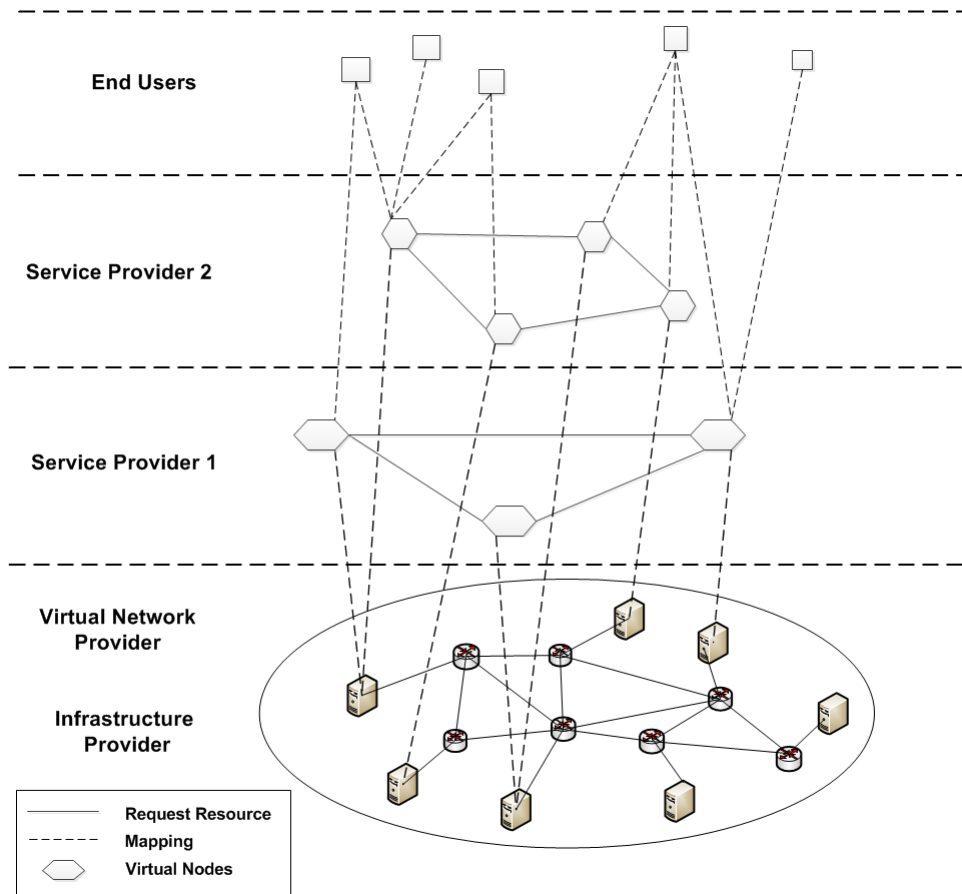 End Users
Service Provider 2
Service Provider 1
Virtual Network
Provider
Infrastructure
Provider
Request Resource
Mapping
Virtual Nodes